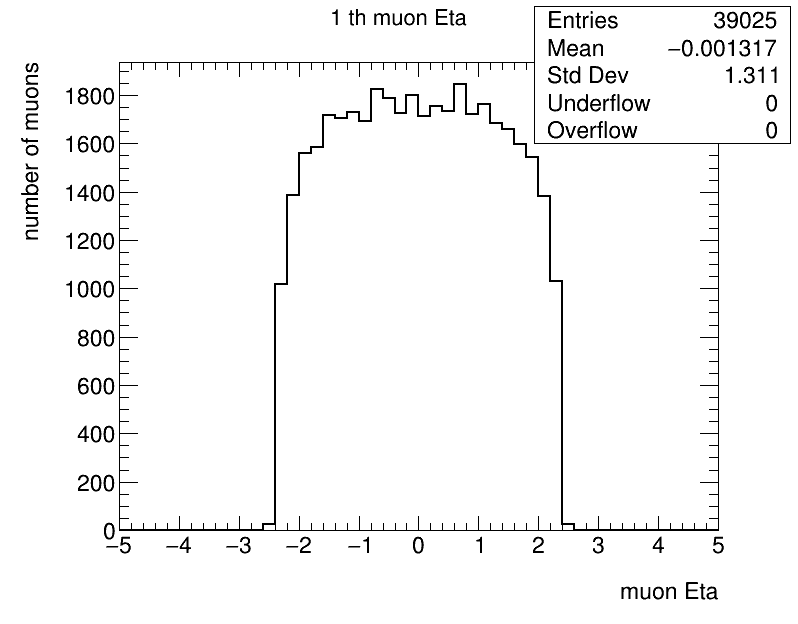 1 th muon Eta
Entries 39025
Mean −0.001317
Std Dev 1.311
Underflow 0
Overflow 0
number of muons
1800
1600
1400
1200
1000
800
600
400
200
0
−5 −4 −3 −2 −1 0 1 2 3 4 5
muon Eta